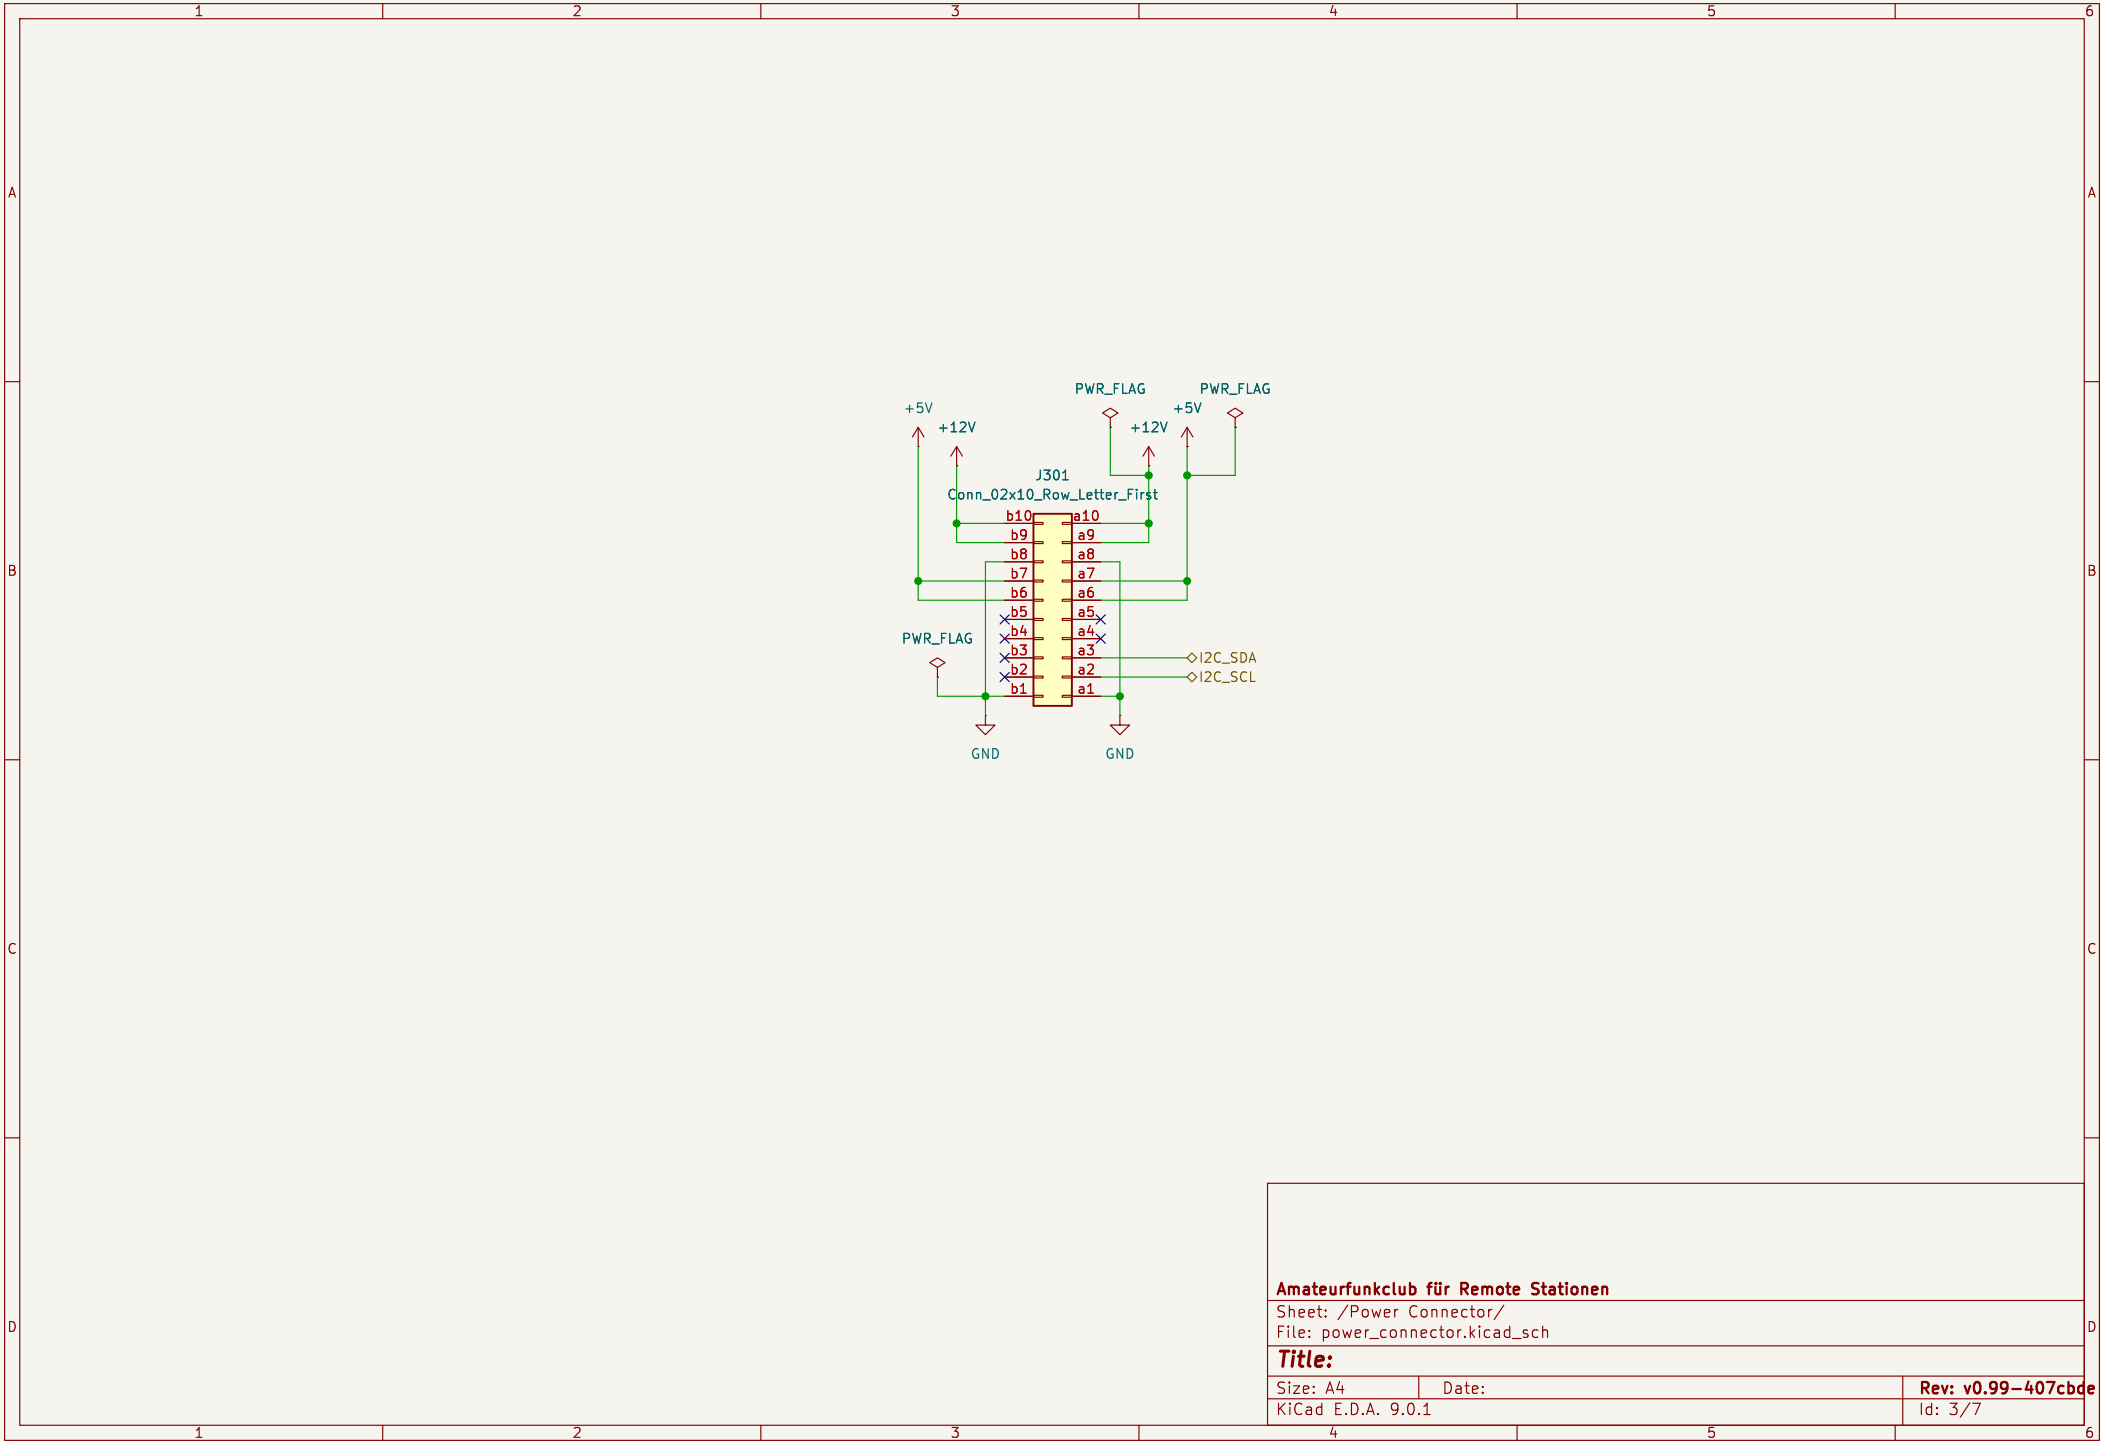 1 2 3 4 5 6
A A
PWR_FLAG PWR_FLAG
+5V +5V
+12V +12V
J301
Conn_02x10_Row_Letter_First
b10 a10
b9 a9
b8 a8
B b7 a7 B
b6 a6
b5 a5
PWR_FLAG b4 a4
b3 a3 I2C_SDA
b2 a2 I2C_SCL
b1 a1
GND GND
C C
Amateurfunkclub für Remote Stationen
Sheet: /Power Connector/
D D
File: power_connector.kicad_sch
Title:
Size: A4 Date: Rev: v0.99-407cbde
KiCad E.D.A. 9.0.1 Id: 3/7
1 2 3 4 5 6